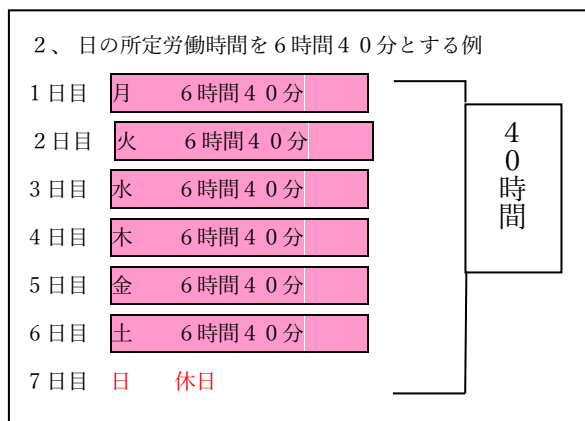 ２、 日の所定労働時間を６時間４０分とする例
１日目 月 ６時間４０分
２日目 火 ６時間４０分
３日目 水 ６時間４０分
４日目 木 ６時間４０分
５日目 金 ６時間４０分
６日目 土 ６時間４０分
７日目 日 休日
４０時間